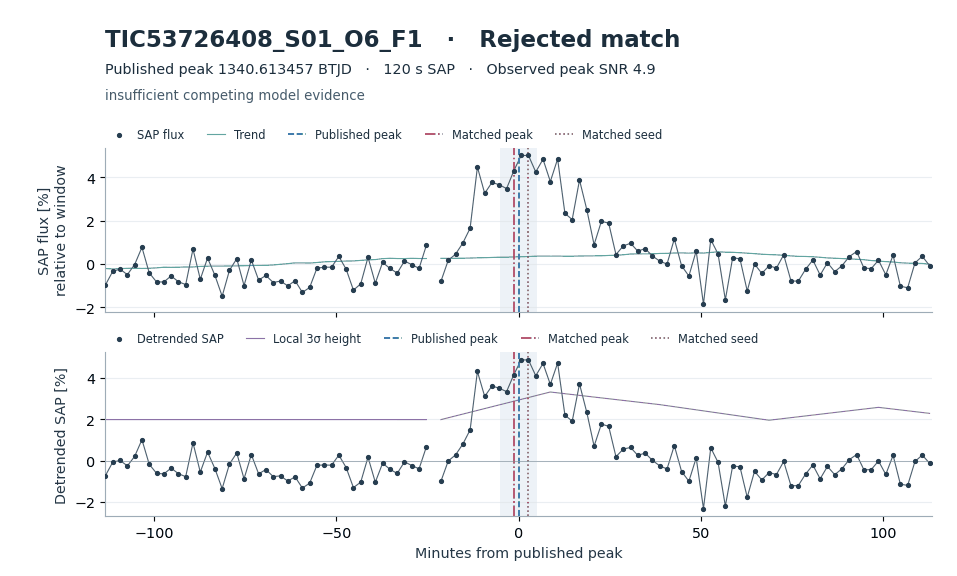 TIC53726408_S01_O6_F1 · Rejected match
Published peak 1340.613457 BTJD · 120 s SAP · Observed peak SNR 4.9
insufficient competing model evidence
SAP flux Trend Published peak Matched peak Matched seed
SAP flux [%]
relative to window
4
2
0
−2
Detrended SAP Local 3σ height Published peak Matched peak Matched seed
Detrended SAP [%]
4
2
0
−2
−100 −50 0 50 100
Minutes from published peak